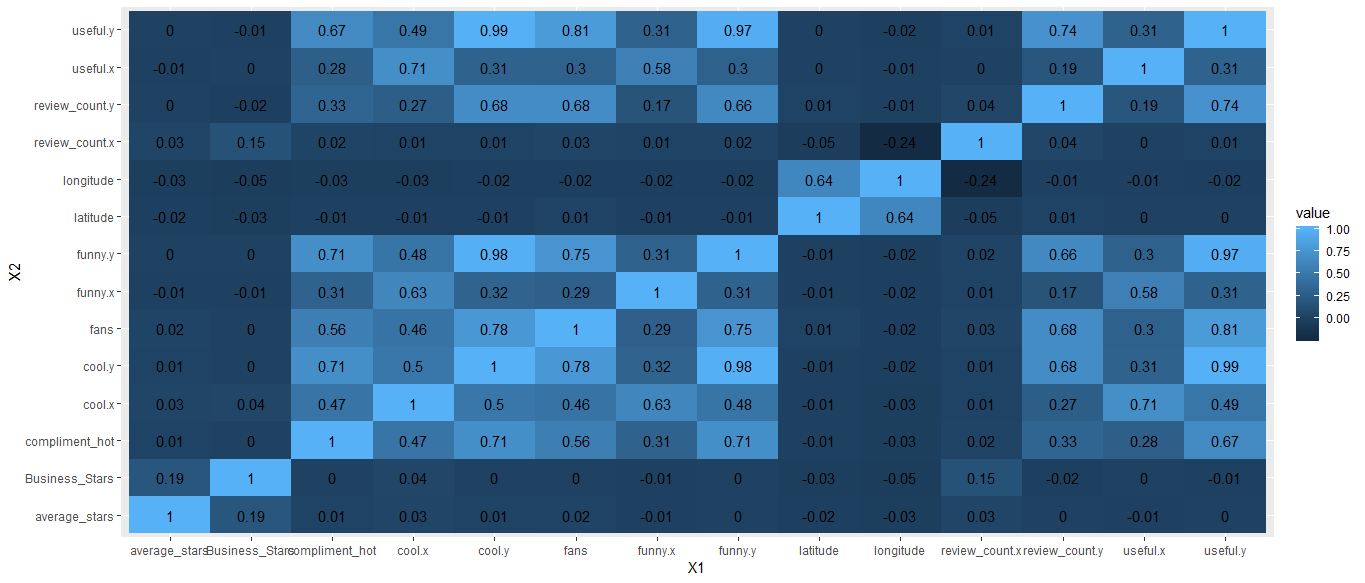 useful.y 0 -0.01 0.67 0.49 0.99 0.81 0.31 0.97 0 -0.02 0.01 0.74 0.31 1
useful.x -0.01 0 0.28 0.71 0.31 0.3 0.58 0.3 0 -0.01 0 0.19 1 0.31
review_count.y 0 -0.02 0.33 0.27 0.68 0.68 0.17 0.66 0.01 -0.01 0.04 1 0.19 0.74
review_count.x 0.03 0.15 0.02 0.01 0.01 0.03 0.01 0.02 -0.05 -0.24 1 0.04 0 0.01
longitude -0.03 -0.05 -0.03 -0.03 -0.02 -0.02 -0.02 -0.02 0.64 1 -0.24 -0.01 -0.01 -0.02
latitude -0.02 -0.03 -0.01 -0.01 -0.01 0.01 -0.01 -0.01 1 0.64 -0.05 0.01 0 0
funny.y 0 0 0.71 0.48 0.98 0.75 0.31 1 -0.01 -0.02 0.02 0.66 0.3 0.97
funny.x -0.01 -0.01 0.31 0.63 0.32 0.29 1 0.31 -0.01 -0.02 0.01 0.17 0.58 0.31
fans 0.02 0 0.56 0.46 0.78 1 0.29 0.75 0.01 -0.02 0.03 0.68 0.3 0.81
cool.y 0.01 0 0.71 0.5 1 0.78 0.32 0.98 -0.01 -0.02 0.01 0.68 0.31 0.99
cool.x 0.03 0.04 0.47 1 0.5 0.46 0.63 0.48 -0.01 -0.03 0.01 0.27 0.71 0.49
compliment_hot 0.01 0 1 0.47 0.71 0.56 0.31 0.71 -0.01 -0.03 0.02 0.33 0.28 0.67
Business_Stars 0.19 1 0 0.04 0 0 -0.01 0 -0.03 -0.05 0.15 -0.02 0 -0.01
average_stars 1 0.19 0.01 0.03 0.01 0.02 -0.01 0 -0.02 -0.03 0.03 0 -0.01 0
average_stars Business_Stars compliment_hot cool.x cool.y fans funny.x funny.y latitude longitude review_count.x review_count.y useful.x useful.y
X1
X2
value
1.00
0.75
0.50
0.25
0.00